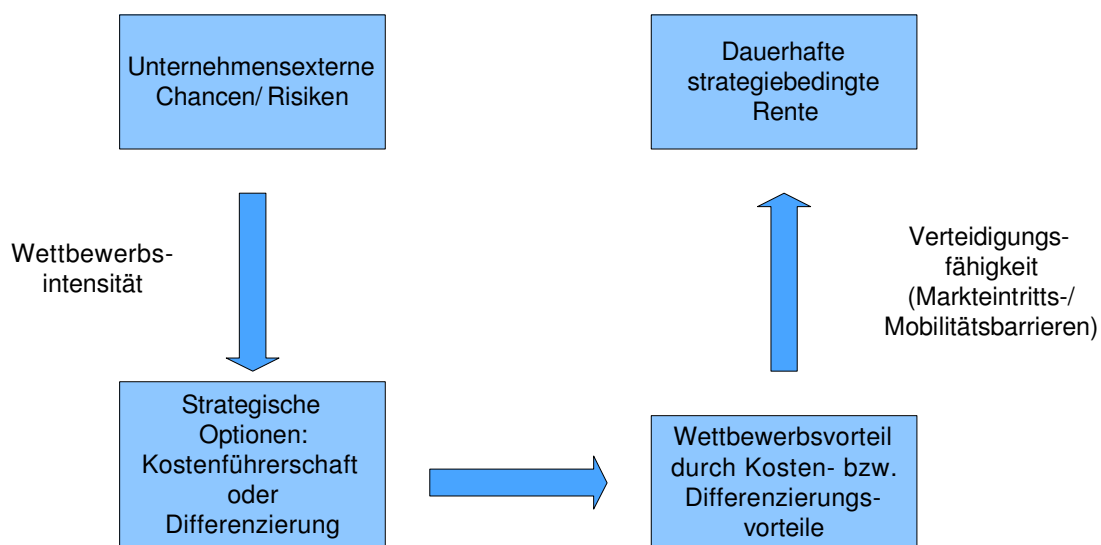 Unternehmensexterne
Chancen/ Risiken
Dauerhafte
strategiebedingte
Rente
Wettbewerbs-
intensität
Verteidigungs-
fähigkeit
(Markteintritts-/
Mobilitätsbarrieren)
Strategische
Optionen:
Kostenführerschaft
oder
Differenzierung
Wettbewerbsvorteil
durch Kosten- bzw.
Differenzierungs-
vorteile